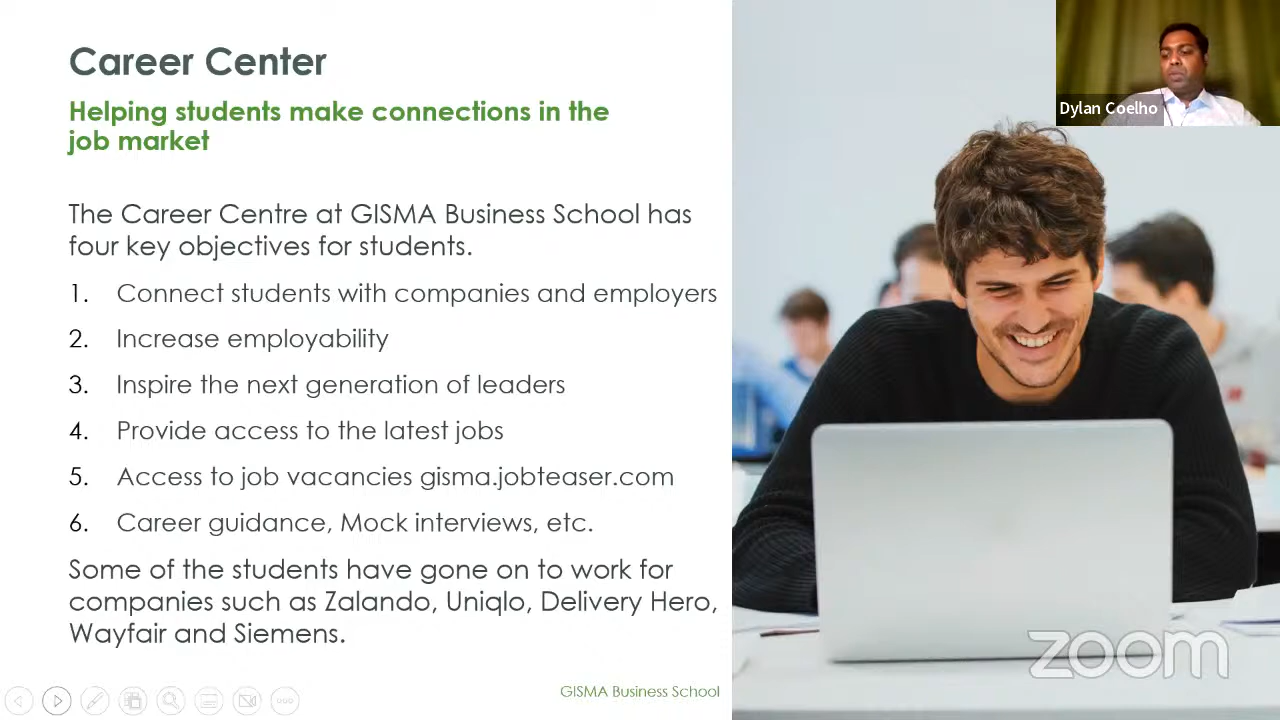 Career Center
Helping students make connections in the
job market
The Career Centre at GISMA Business School has
four key objectives for students.
1. Connect students with companies and employers
2. Increase employability
3. Inspire the next generation of leaders
4. Provide access to the latest jobs
5. Access to job vacancies gisma.jobteaser.com
6. Career guidance, Mock interviews, etc.
Some of the students have gone on to work for
companies such as Zalando, Uniqlo, Delivery Hero,
Wayfair and Siemens.
GISMA Business School
Dylan Coelho
zoom